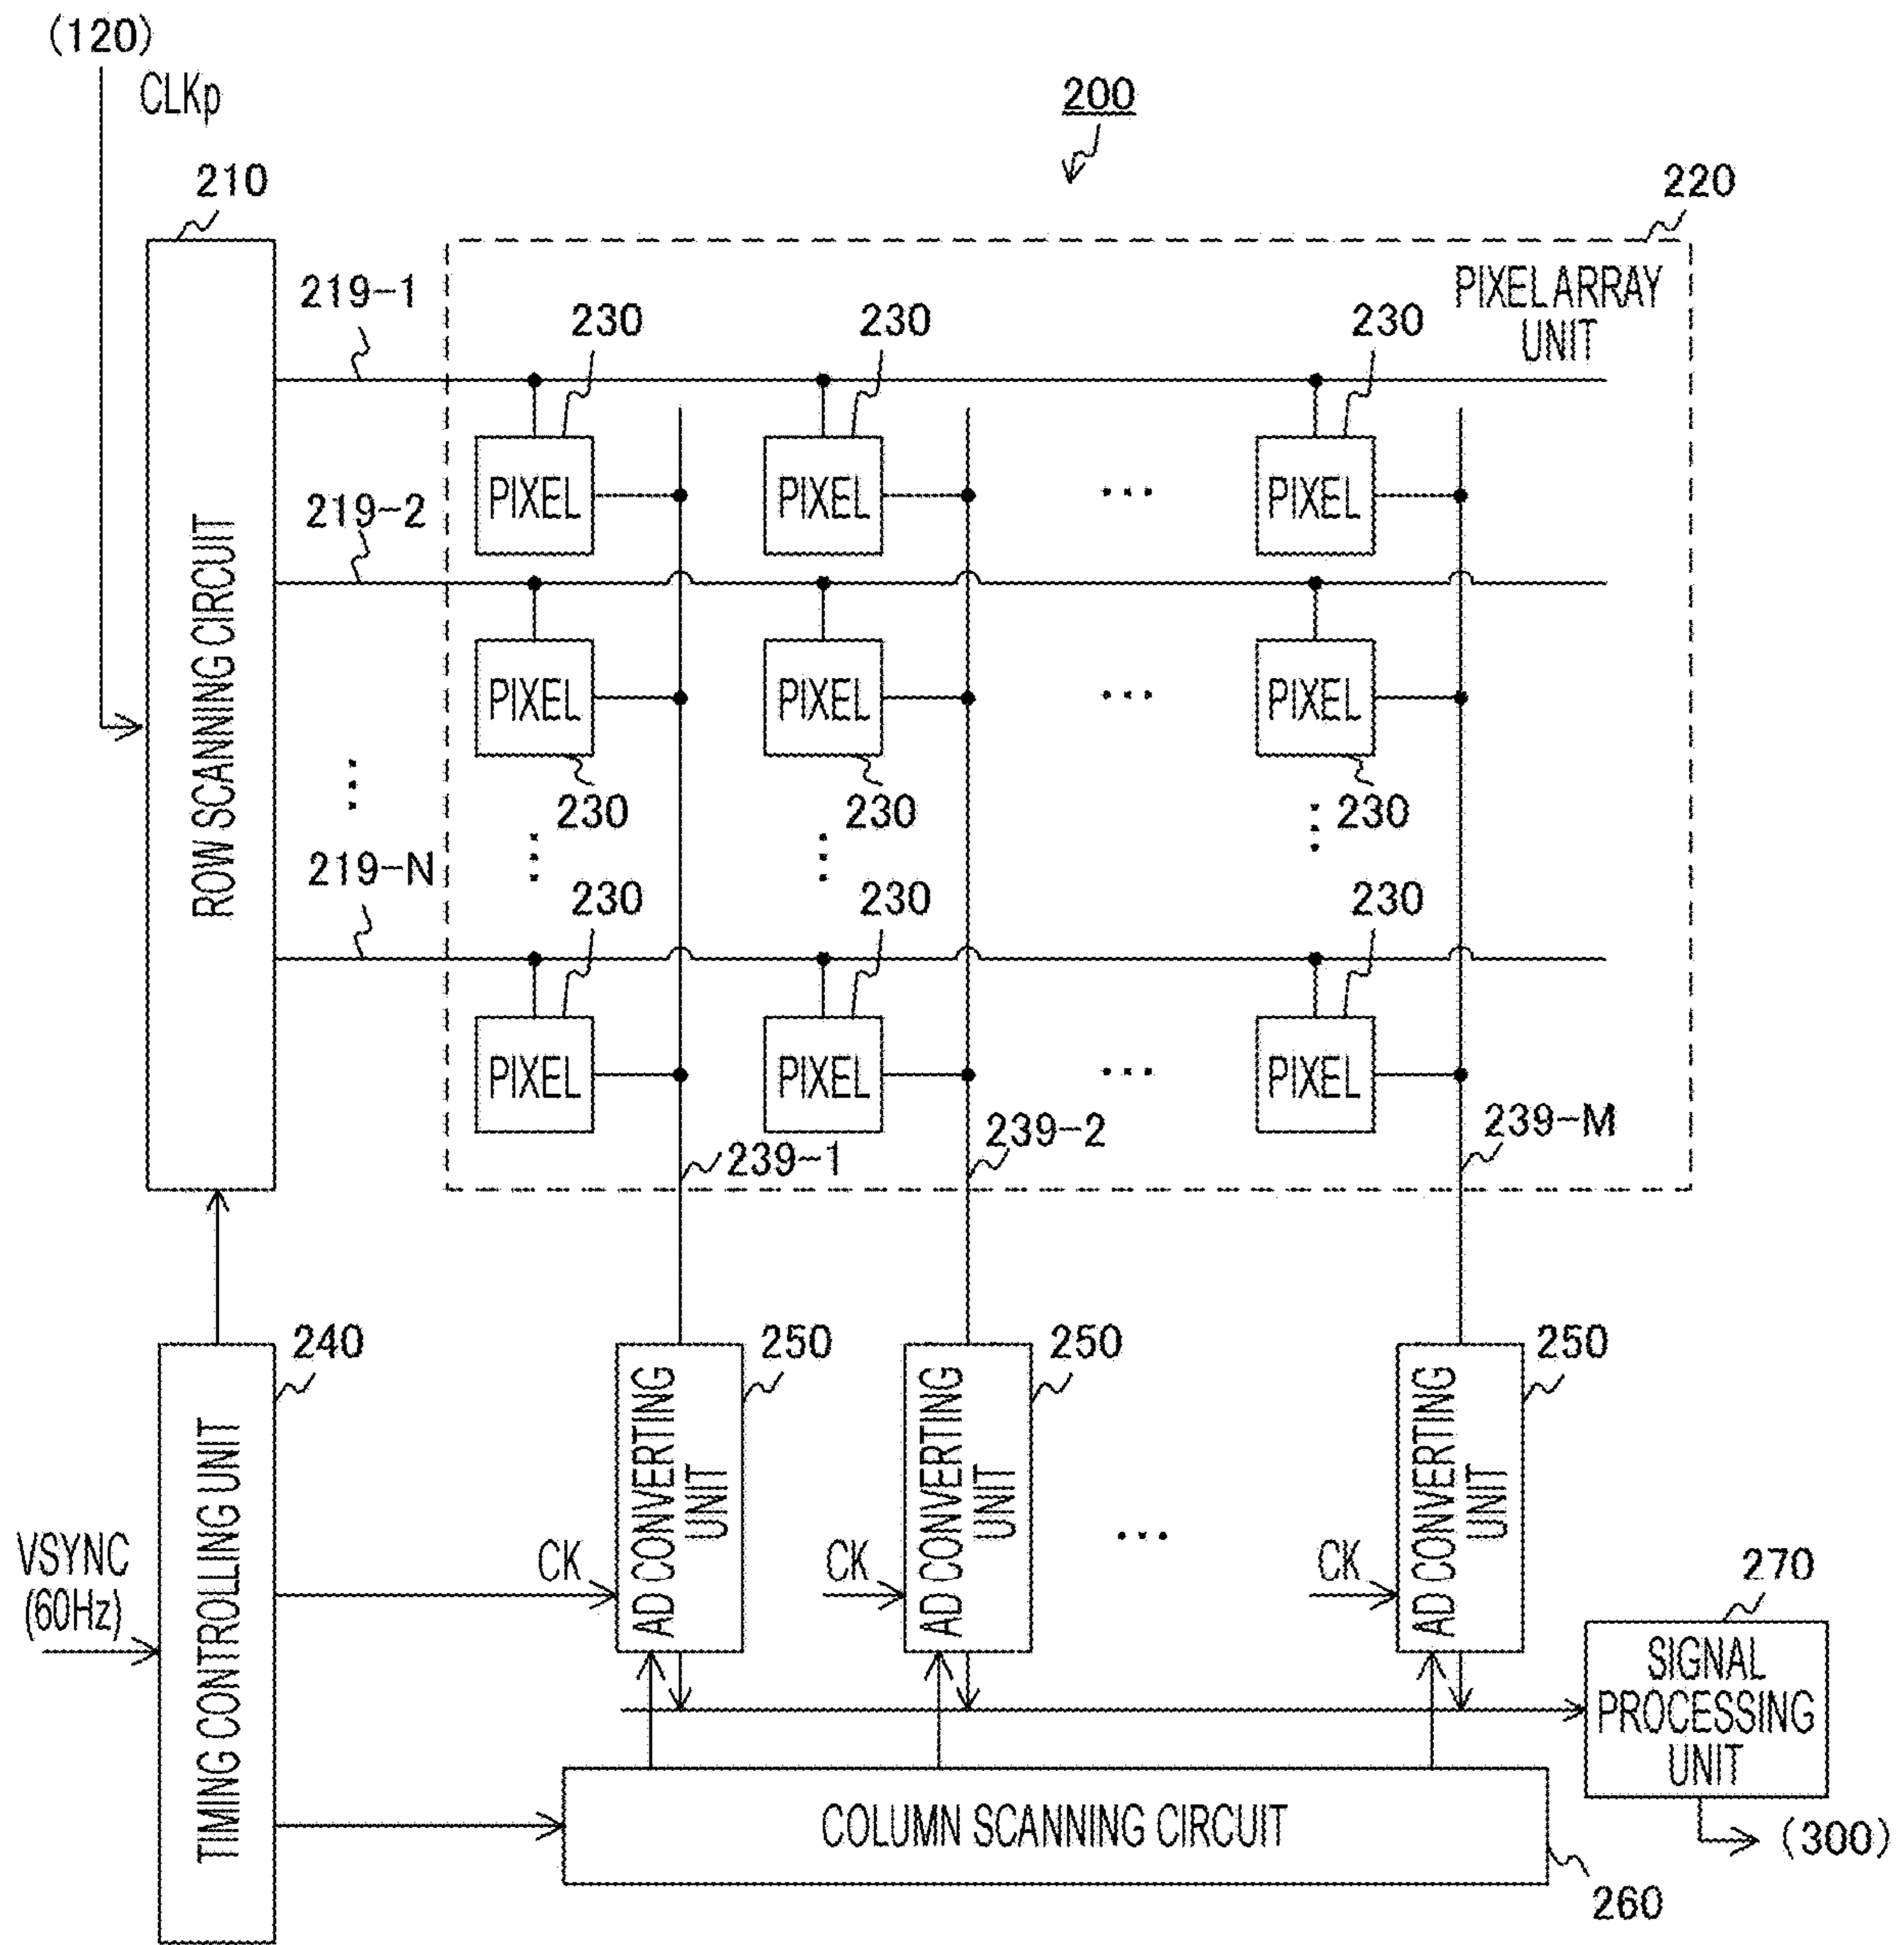 (120)
CLKp
200
210
220
219-1
PIXEL ARRAY
UNIT
230
230
230
PIXEL
PIXEL
...
PIXEL
219-2
ROW SCANNING CIRCUIT
PIXEL
PIXEL
...
PIXEL
230
230
230
219-N
230
230
230
PIXEL
PIXEL
...
PIXEL
239-1
239-2
239-M
240
250
250
250
TIMING CONTROLLING UNIT
AD CONVERTING
UNIT
AD CONVERTING
UNIT
...
AD CONVERTING
UNIT
VSYNC
(60Hz)
CK
CK
CK
270
SIGNAL
PROCESSING
UNIT
COLUMN SCANNING CIRCUIT
(300)
260